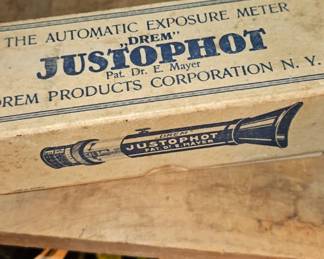 THE AUTOMATIC EXPOSURE METER
„DREM"
JUSTOPHOT
Pat. Dr. E. Mayer
DREM PRODUCTS CORPORATION N. Y.
DREM
JUSTOPHOT
PAT. Dr. E. MAYER